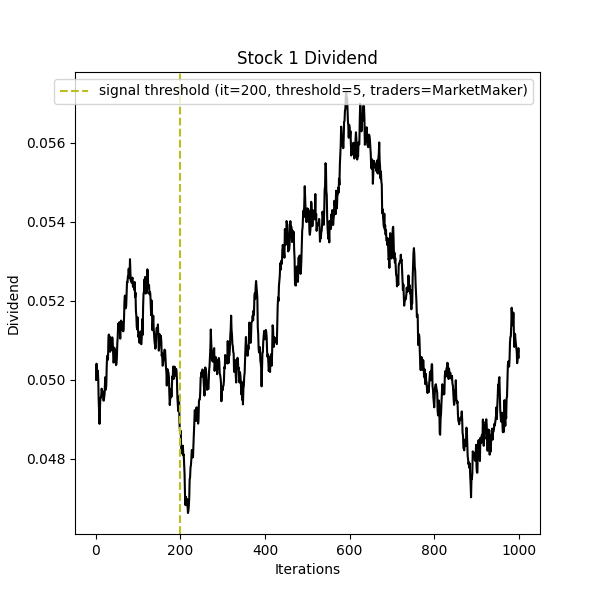 Stock 1 Dividend
signal threshold (it=200, threshold=5, traders=MarketMaker)
0.056
0.054
0.052
0.050
0.048
Dividend
0 200 400 600 800 1000
Iterations